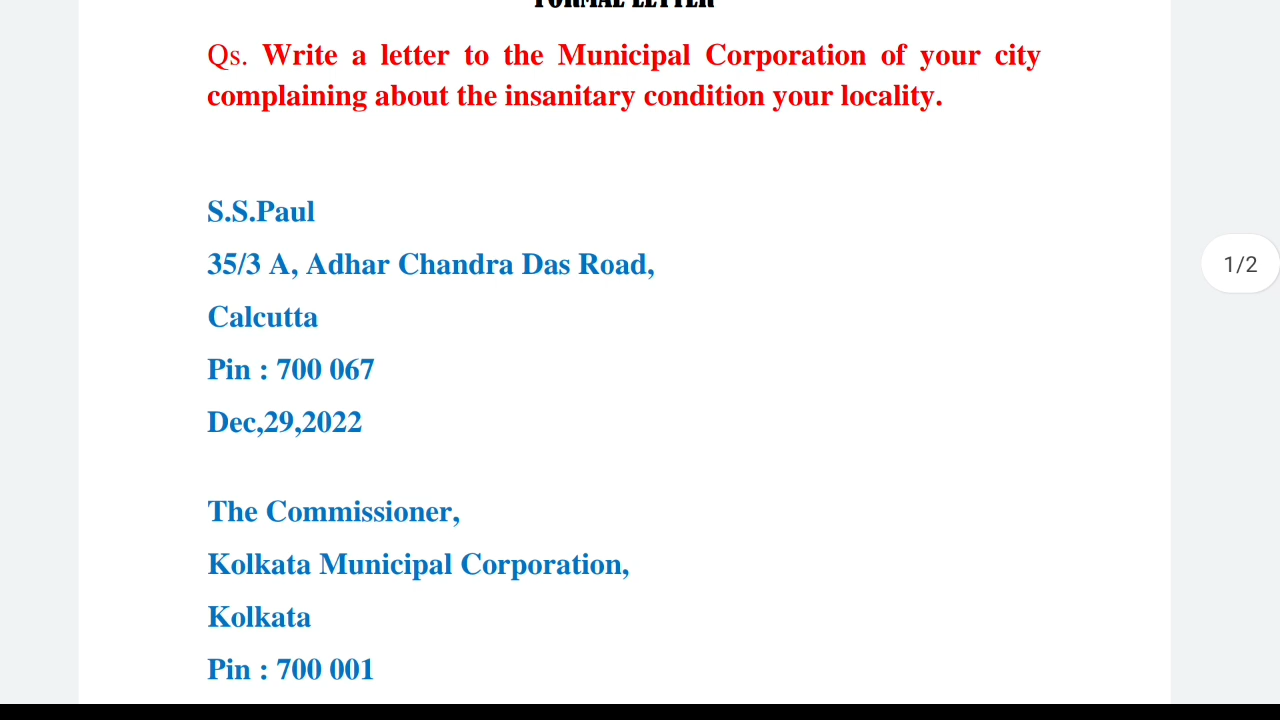 FORMAL LETTER
Qs. Write a letter to the Municipal Corporation of your city
complaining about the insanitary condition your locality.
S.S.Paul
35/3 A, Adhar Chandra Das Road,
Calcutta
Pin : 700 067
Dec,29,2022
1/2
The Commissioner,
Kolkata Municipal Corporation,
Kolkata
Pin : 700 001